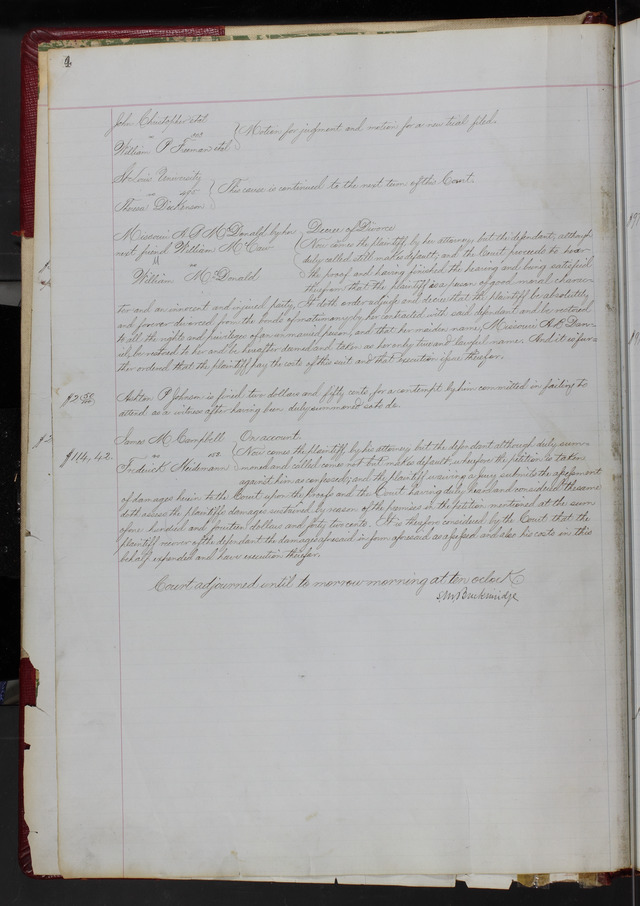 4
John Christopher et al
vs
William P Freeman et al
Motion for judgment and motion for a new trial filed.
St Louis University
vs
Dickson
This cause is continued to the next term of the Court.
Missouri A. McDonald by her
next friend William McCaw
vs
William McDonald
Decree of Divorce
Now comes the plaintiff by her attorney but the defendant, although
duly called still makes default; and the Court proceeds to hear
the proof and having finished the hearing and being satisfied
therefrom that the plaintiff is a person of good moral charac-
ter and an innocent and injured party, It doth order adjudge and decree that the plaintiff be absolutely
and forever divorced from the bonds of matrimony by her contracted with said defendant and be restored
to all the rights and privileges of an unmarried person; and that her maiden name, Missouri A. Dan-
iels be restored to her and she be hereafter deemed and taken as her only true and lawful name. And it is fur-
ther ordered that the plaintiff pay the costs of this suit and that execution issue therefor.
$2 50/100
Ashton P Johnson is fined two dollars and fifty cents for a contempt by him committed in failing to
attend as a witness after having been duly summoned so to do.
$114,42.
James M Campbell
vs
Frederick Heidemann
On account.
Now comes the plaintiff by his attorney but the defendant although duly sum-
moned and called comes not but makes default; wherefore the petition is taken
against him as confessed; and the plaintiff waiving a jury submits the assessment
of damages herein to the Court upon the proofs and the Court having duly heard and considered the same
doth assess the plaintiffs damages sustained by reason of the premises in the petition mentioned at the sum
of one hundred and fourteen dollars and forty two cents. It is therefore considered by the Court that the
plaintiff recover of the defendant the damages aforesaid in form aforesaid assessed and also his costs in this
behalf expended and have execution therefor.
Court adjourned until to morrow morning at ten oclock
S M Breckinridge